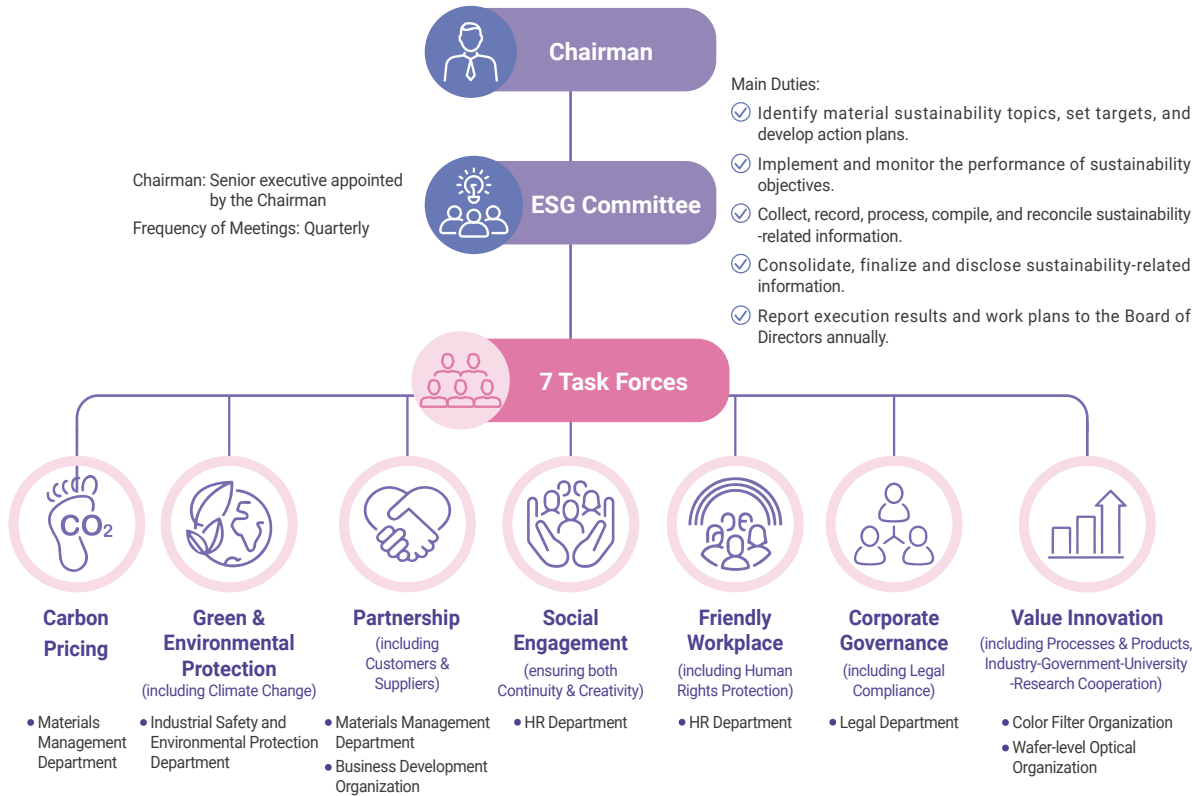 Chairman
Main Duties:
Identify material sustainability topics, set targets, and
develop action plans.
Implement and monitor the performance of sustainability
objectives.
Collect, record, process, compile, and reconcile sustainability
-related information.
Consolidate, finalize and disclose sustainability-related
information.
Report execution results and work plans to the Board of
Directors annually.
Chairman: Senior executive appointed
by the Chairman
Frequency of Meetings: Quarterly
ESG Committee
7 Task Forces
CO2
Carbon
Pricing
Materials
Management
Department
Green &
Environmental
Protection
(including Climate Change)
Industrial Safety and
Environmental Protection
Department
Partnership
(including
Customers &
Suppliers)
Materials Management
Department
Business Development
Organization
Social
Engagement
(ensuring both
Continuity & Creativity)
HR Department
Friendly
Workplace
(including Human
Rights Protection)
HR Department
Corporate
Governance
(including Legal
Compliance)
Legal Department
Value Innovation
(including Processes & Products,
Industry-Government-University
-Research Cooperation)
Color Filter Organization
Wafer-level Optical
Organization